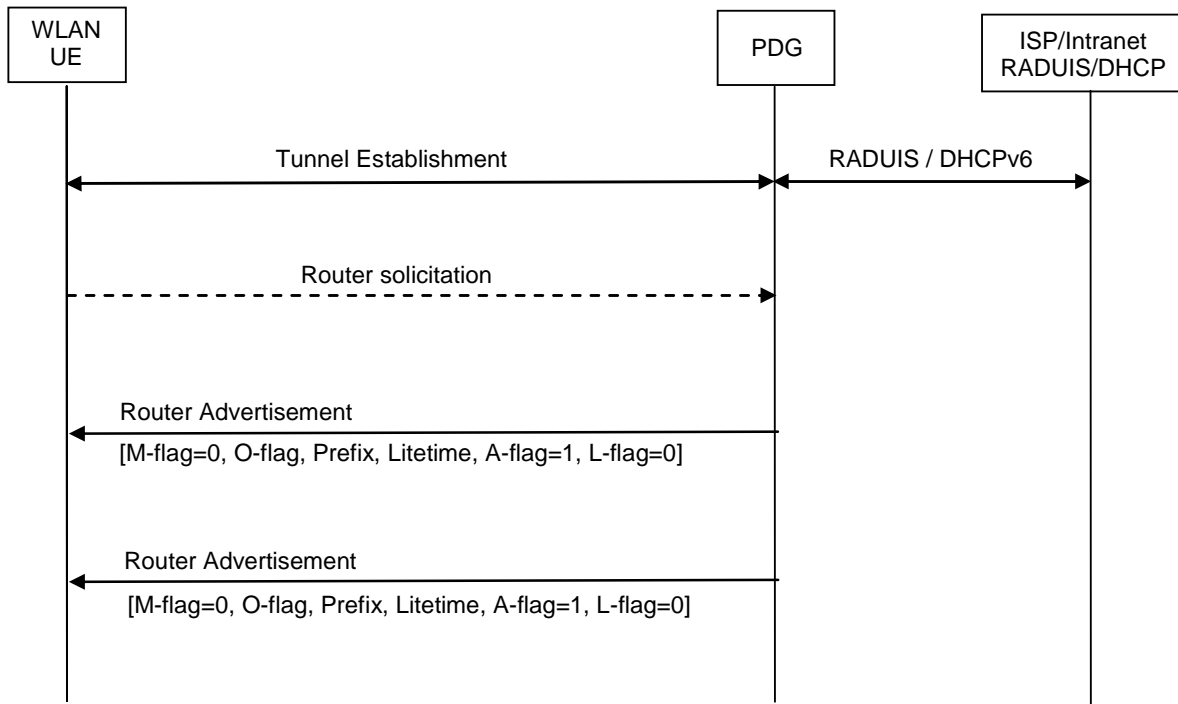 WLAN
UE
PDG
ISP/Intranet
RADUIS/DHCP
Tunnel Establishment
RADUIS / DHCPv6
Router solicitation
Router Advertisement
[M-flag=0, O-flag, Prefix, Litetime, A-flag=1, L-flag=0]
Router Advertisement
[M-flag=0, O-flag, Prefix, Litetime, A-flag=1, L-flag=0]